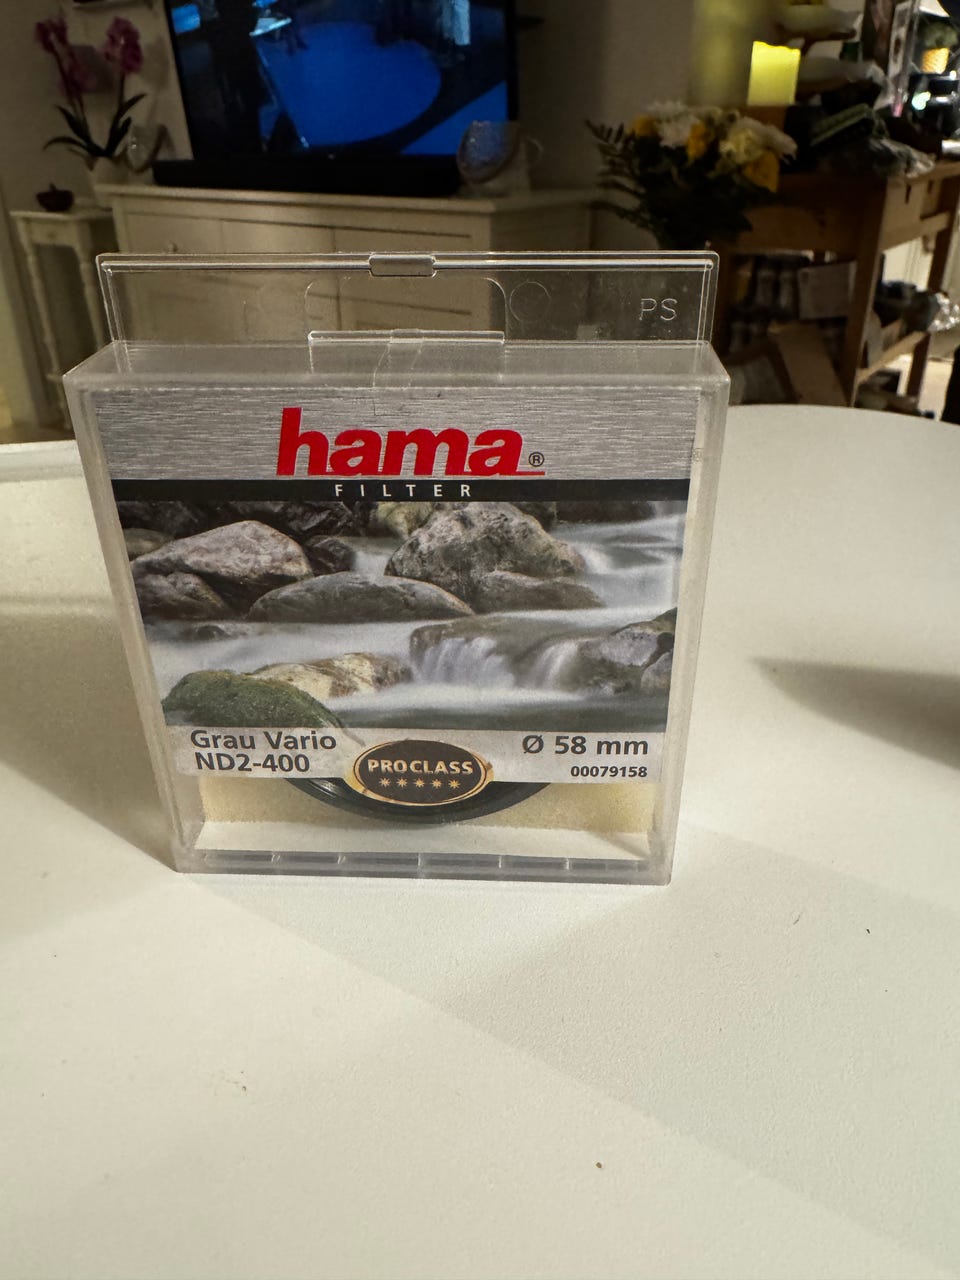 PS
hama®
FILTER
Grau Vario
ND2-400
PROCLASS
Ø 58 mm
00079158